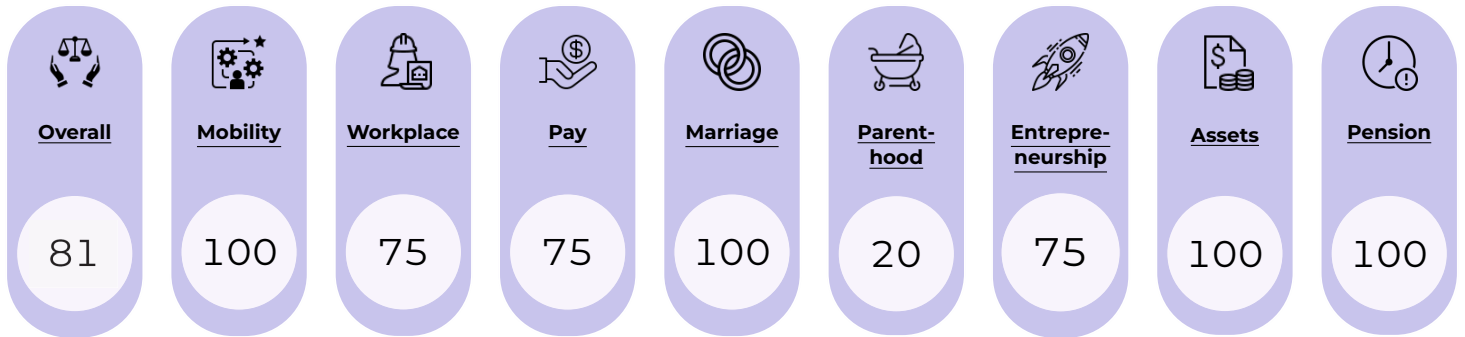 Overall
Mobility
Workplace
Pay
Marriage
Parent-
hood
Entrepre-
neurship
Assets
Pension
81
100
75
75
100
20
75
100
100